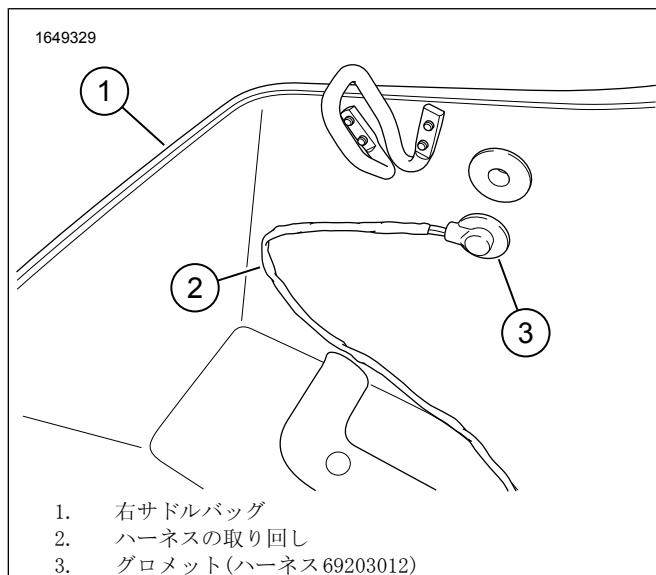 1649329
1
2
3
1. 右サドルバッグ
2. ハーネスの取り回し
3. グロメット(ハーネス69203012)